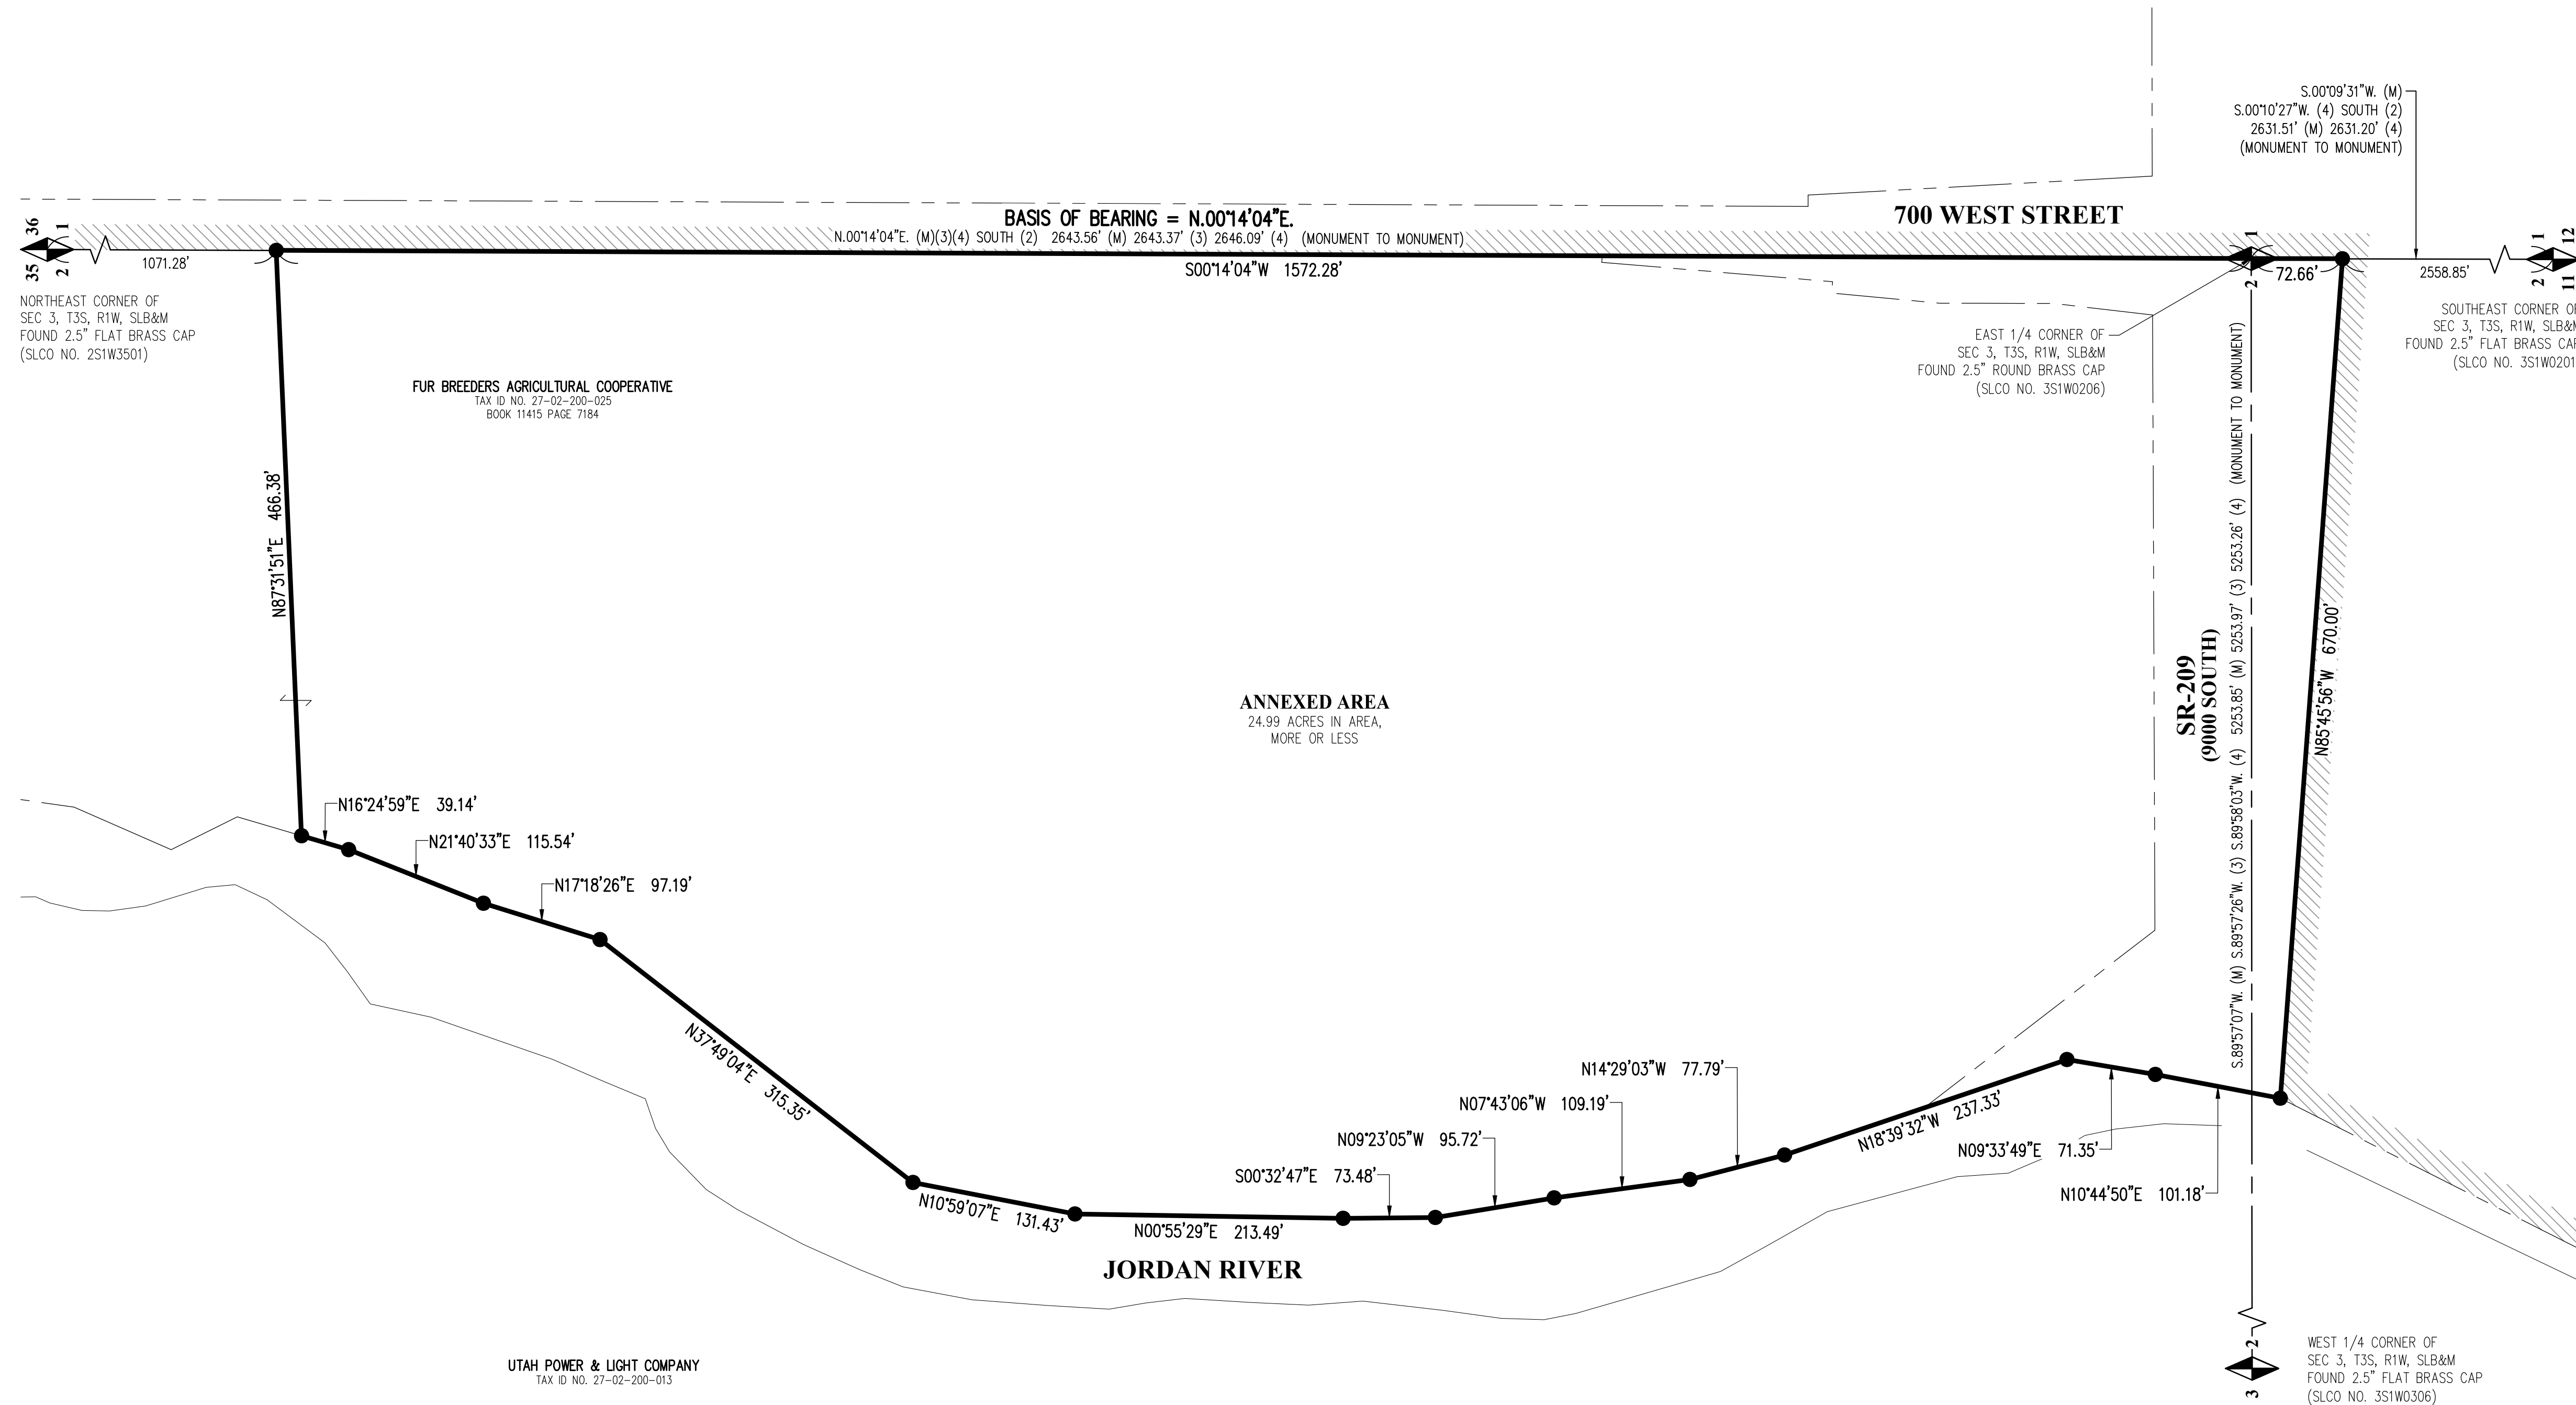 S.00°09'31"W. (M)
S.00°10'27"W. (4) SOUTH (2)
2631.51' (M) 2631.20' (4)
(MONUMENT TO MONUMENT)
700 WEST STREET
BASIS OF BEARING = N.00°14'04"E.
N.00°14'04"E. (M)(3)(4) SOUTH (2) 2643.56' (M) 2643.37' (3) 2646.09' (4) (MONUMENT TO MONUMENT)
S00°14'04"W 1572.28'
36
1
35
2
1071.28'
1
2
72.66'
2558.85'
1
12
2
11
NORTHEAST CORNER OF
SEC 3, T3S, R1W, SLB&M
FOUND 2.5" FLAT BRASS CAP
(SLCO NO. 2S1W3501)
EAST 1/4 CORNER OF
SEC 3, T3S, R1W, SLB&M
FOUND 2.5" ROUND BRASS CAP
(SLCO NO. 3S1W0206)
SOUTHEAST CORNER OF
SEC 3, T3S, R1W, SLB&M
FOUND 2.5" FLAT BRASS CAP
(SLCO NO. 3S1W0201
FUR BREEDERS AGRICULTURAL COOPERATIVE
TAX ID NO. 27-02-200-025
BOOK 11415 PAGE 7184
N87°31'51"E 466.38'
ANNEXED AREA
24.99 ACRES IN AREA,
MORE OR LESS
SR-209
(9000 SOUTH)
S.89°57'07"W. (M) S.89°57'26"W. (3) S.89°58'03"W. (4) 5253.85' (M) 5253.97' (3) 5253.26' (4) (MONUMENT TO MONUMENT)
N85°45'56"W 670.00'
N16°24'59"E 39.14'
N21°40'33"E 115.54'
N17°18'26"E 97.19'
N37°49'04"E 315.35'
N10°59'07"E 131.43'
N00°55'29"E 213.49'
S00°32'47"E 73.48'
N09°23'05"W 95.72'
N07°43'06"W 109.19'
N14°29'03"W 77.79'
N18°39'32"W 237.33'
N09°33'49"E 71.35'
N10°44'50"E 101.18'
JORDAN RIVER
UTAH POWER & LIGHT COMPANY
TAX ID NO. 27-02-200-013
2
3
WEST 1/4 CORNER OF
SEC 3, T3S, R1W, SLB&M
FOUND 2.5" FLAT BRASS CAP
(SLCO NO. 3S1W0306)